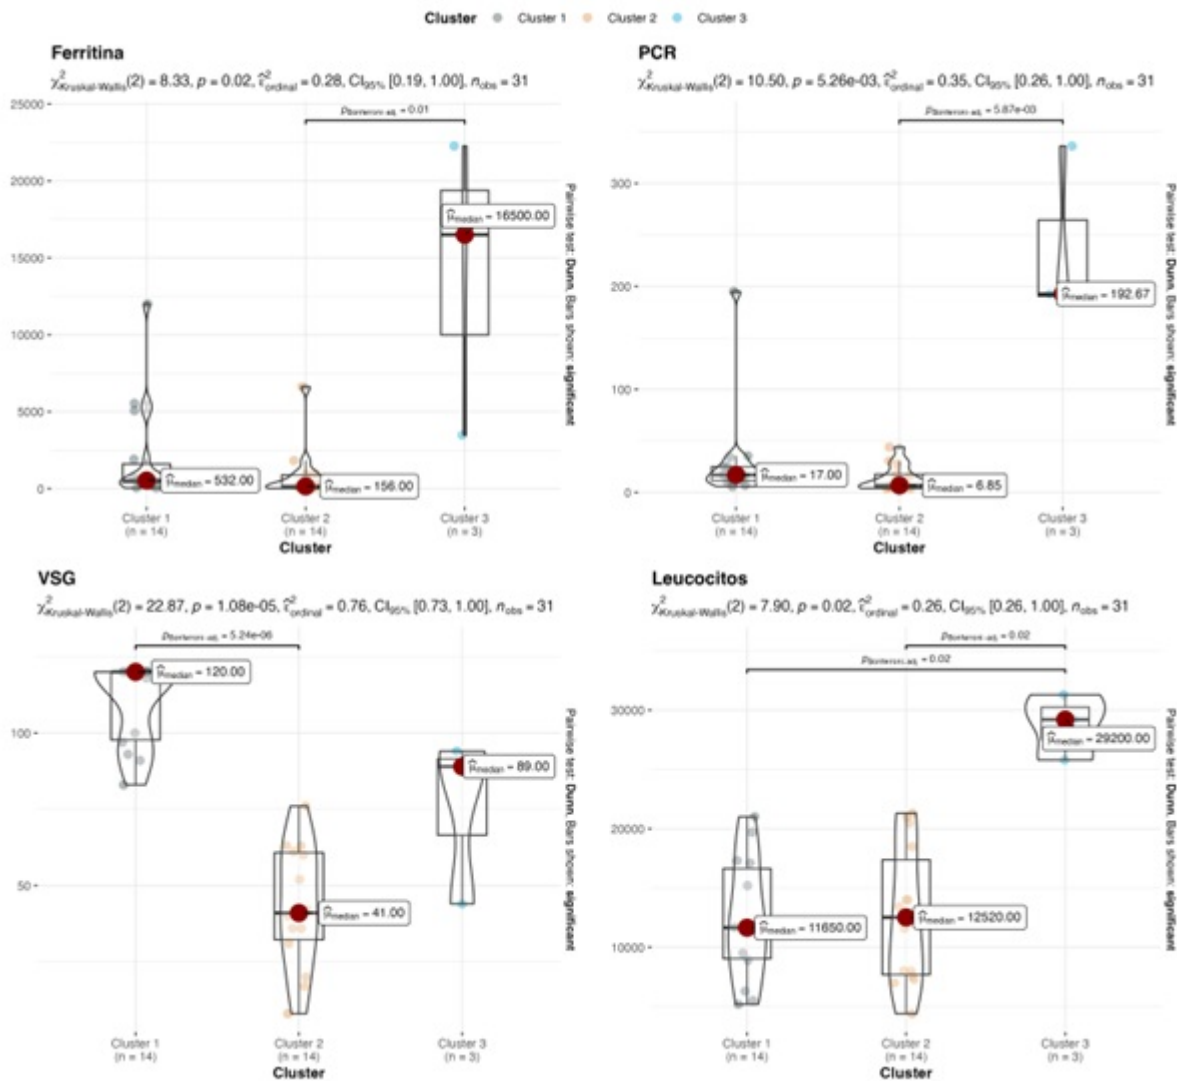 Cluster Cluster 1 Cluster 2 Cluster 3
Ferritina
χ²Kruskal-Wallis(2) = 8.33, p = 0.02, ε̂²ordinal = 0.28, CI95% [0.19, 1.00], nobs = 31
pBonferroni-adj. = 0.01
25000
20000
15000
10000
5000
0
μ̂median = 532.00
μ̂median = 156.00
μ̂median = 16500.00
Pairwise test: Dunn, Bars shown: significant
Cluster 1 (n = 14)
Cluster 2 (n = 14)
Cluster 3 (n = 3)
Cluster
PCR
χ²Kruskal-Wallis(2) = 10.50, p = 5.26e-03, ε̂²ordinal = 0.35, CI95% [0.26, 1.00], nobs = 31
pBonferroni-adj. = 5.87e-03
300
200
100
0
μ̂median = 17.00
μ̂median = 6.85
μ̂median = 192.67
Pairwise test: Dunn, Bars shown: significant
Cluster 1 (n = 14)
Cluster 2 (n = 14)
Cluster 3 (n = 3)
Cluster
VSG
χ²Kruskal-Wallis(2) = 22.87, p = 1.08e-05, ε̂²ordinal = 0.76, CI95% [0.73, 1.00], nobs = 31
pBonferroni-adj. = 5.24e-06
100
50
μ̂median = 120.00
μ̂median = 41.00
μ̂median = 89.00
Pairwise test: Dunn, Bars shown: significant
Cluster 1 (n = 14)
Cluster 2 (n = 14)
Cluster 3 (n = 3)
Cluster
Leucocitos
χ²Kruskal-Wallis(2) = 7.90, p = 0.02, ε̂²ordinal = 0.26, CI95% [0.26, 1.00], nobs = 31
pBonferroni-adj. = 0.02
pBonferroni-adj. = 0.02
30000
20000
10000
μ̂median = 11650.00
μ̂median = 12520.00
μ̂median = 29200.00
Pairwise test: Dunn, Bars shown: significant
Cluster 1 (n = 14)
Cluster 2 (n = 14)
Cluster 3 (n = 3)
Cluster